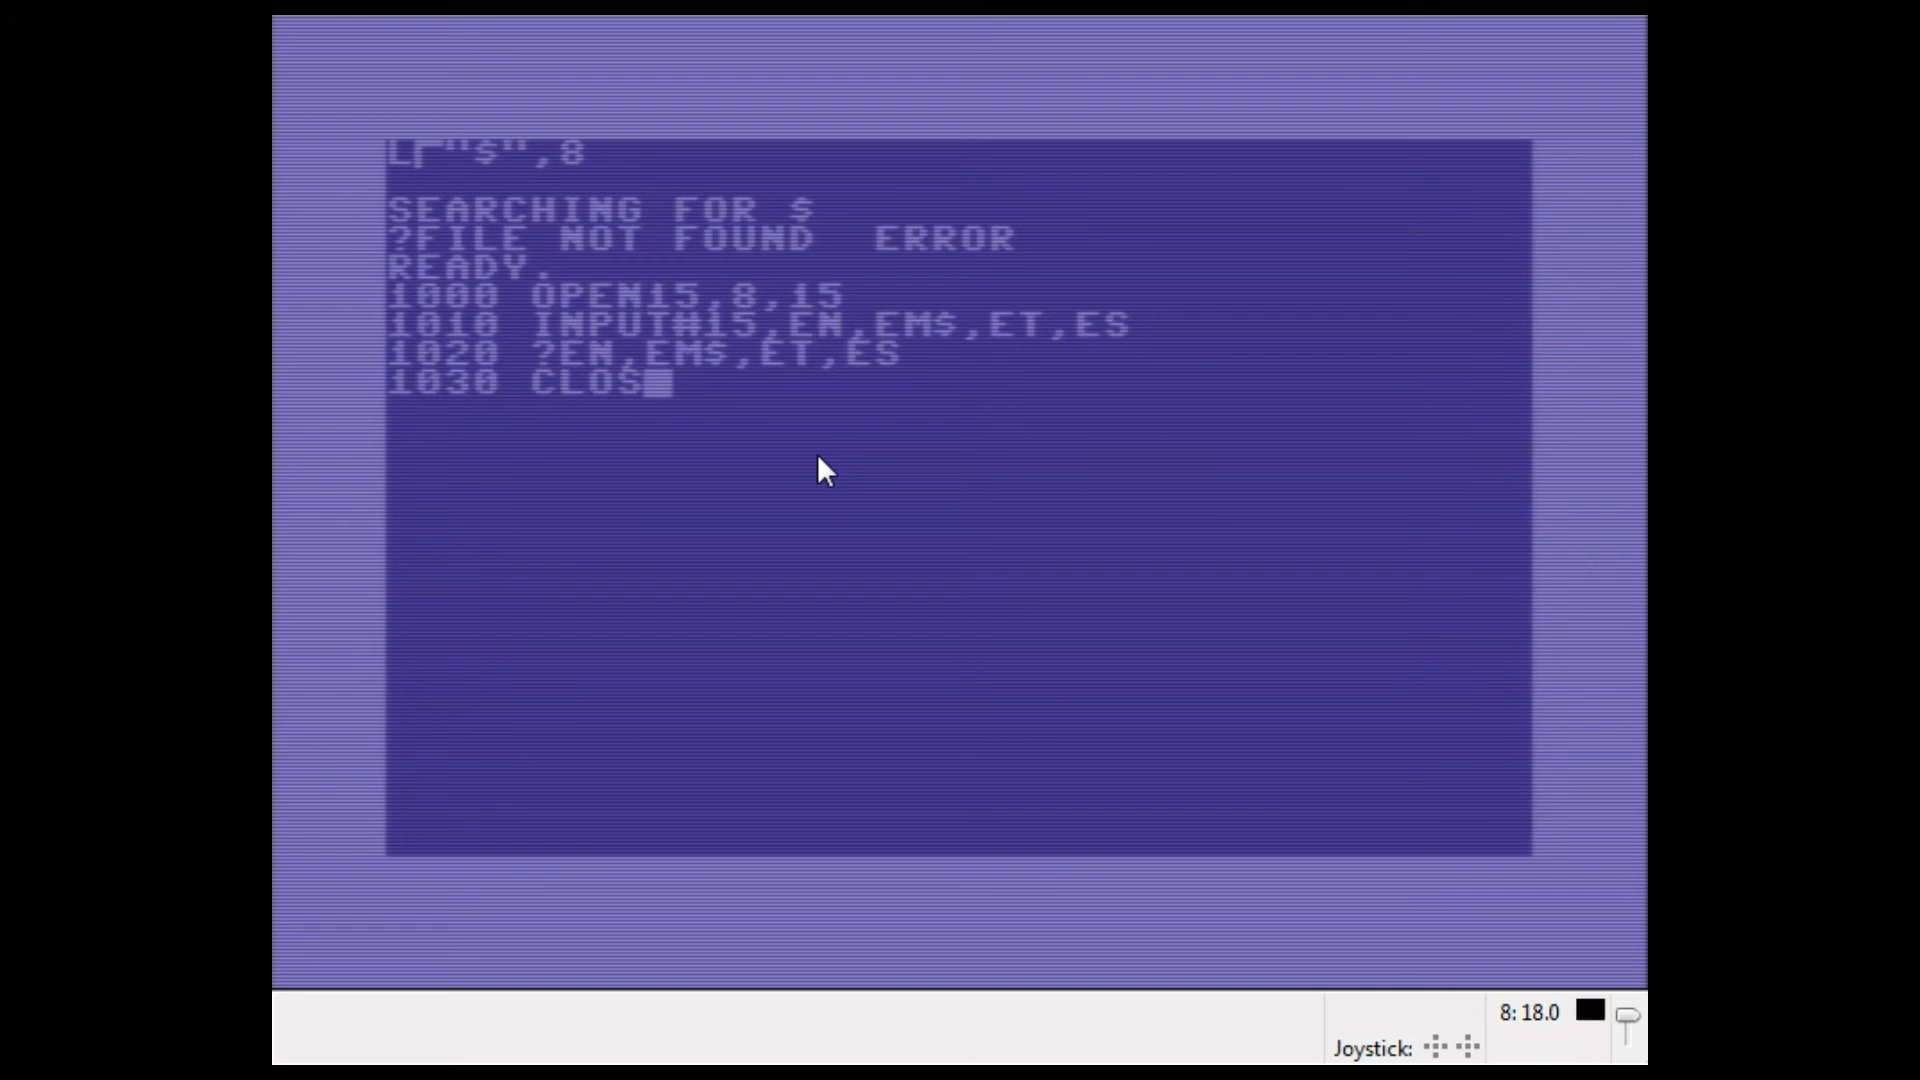 L┌"$",8
SEARCHING FOR $
?FILE NOT FOUND  ERROR
READY.
1000 OPEN15,8,15
1010 INPUT#15,EN,EM$,ET,ES
1020 ?EN,EM$,ET,ES
1030 CLOS
8: 18.0
Joystick: